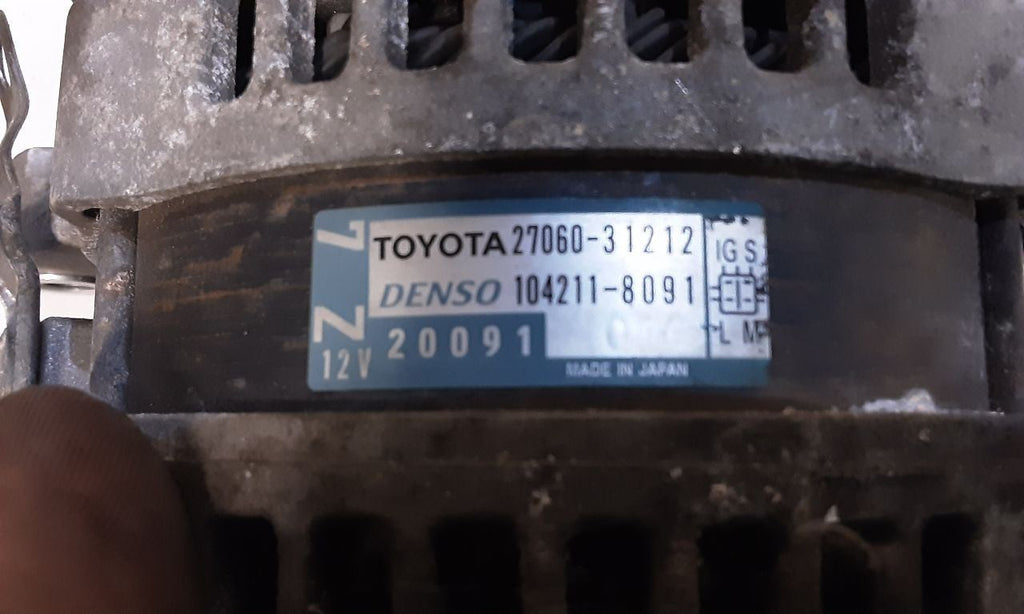 TOYOTA 27060-31212
DENSO 104211-8091
20091
12V
MADE IN JAPAN
IG S
L M